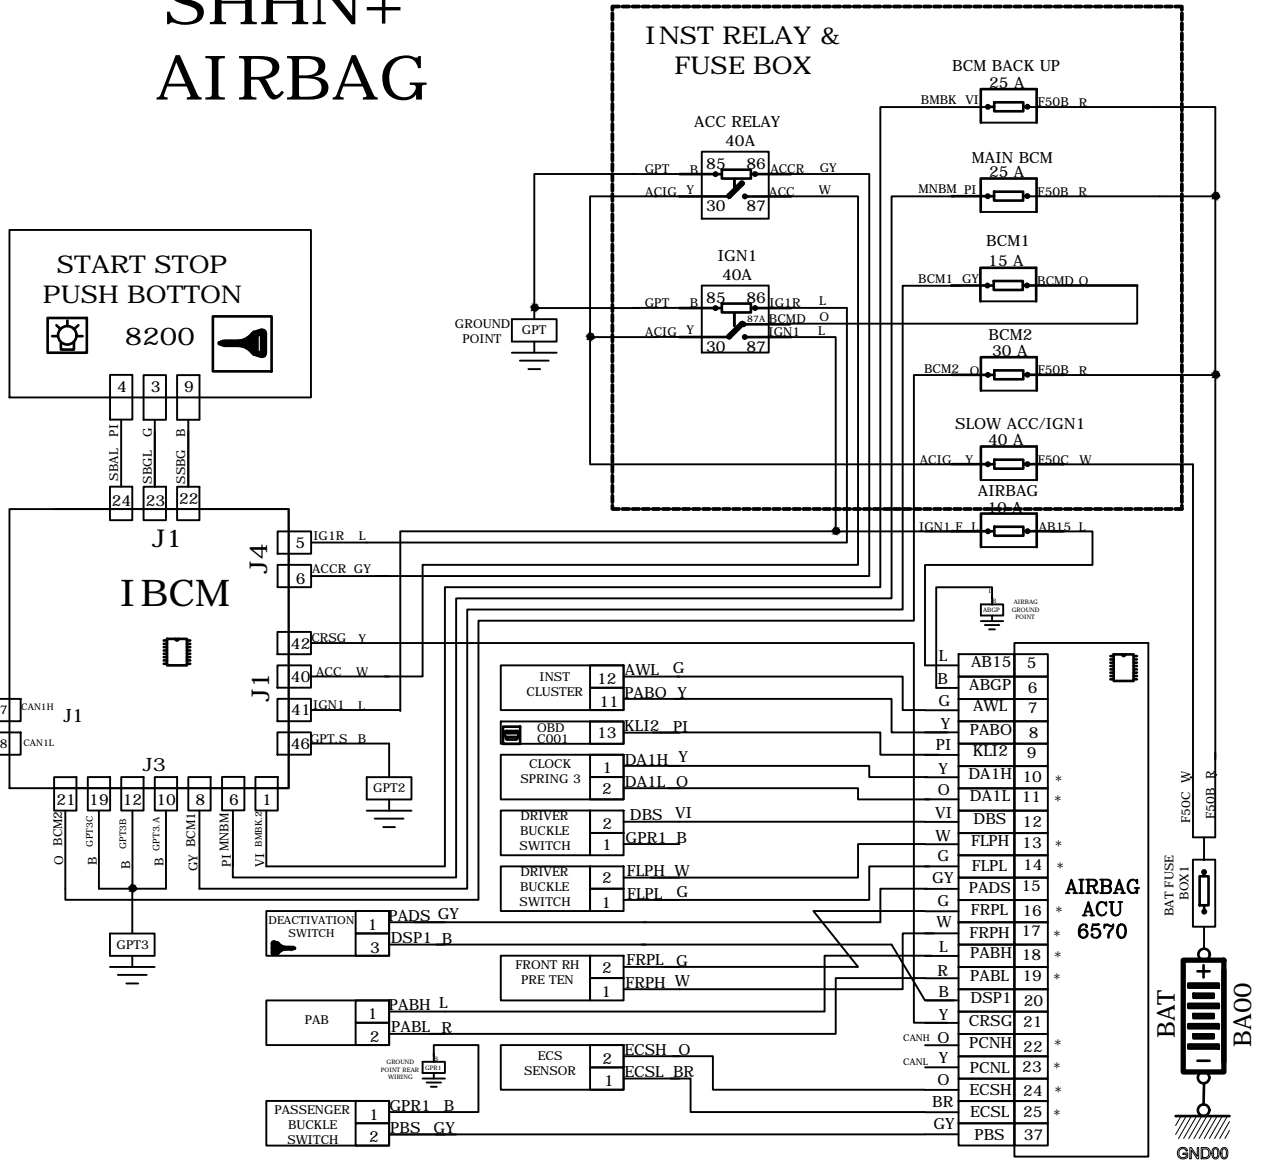 SHHN+
AIRBAG
INST RELAY &
FUSE BOX
BCM BACK UP
25 A
BMBK VI
F50B R
ACC RELAY
40A
85 86
GPT B
ACCR GY
ACIG Y
ACC W
30 87
MAIN BCM
25 A
MNBM PI
F50B R
IGN1
40A
85 86
GPT B
IG1R L
87A
BCMD O
ACIG Y
IGN1 L
30 87
BCM1
15 A
BCM1 GY
BCMD O
GROUND
POINT
GPT
BCM2
30 A
BCM2 O
F50B R
SLOW ACC/IGN1
40 A
ACIG Y
F50C W
AIRBAG
10 A
IGN1.F L
AB15 L
START STOP
PUSH BOTTON
8200
4 3 9
SBAL PI
SBGL G
SSBG B
24 23 22
J1
IBCM
J4
5 IG1R L
6 ACCR GY
42 CRSG Y
40 ACC W
J1
41 IGN1 L
46 GPT.S B
GPT2
7 CAN1H
J1
8 CAN1L
J3
21 19 12 10 8 6 1
O BCM2
B GPT3C
B GPT3B
B GPT3.A
GY BCM1
PI MNBM
VI BMBK.2
GPT3
B
ABGP
AIRBAG
GROUND
POINT
INST
CLUSTER
12 AWL G
11 PABO Y
OBD
C001
13 KLI2 PI
CLOCK
SPRING 3
1 DA1H Y
2 DA1L O
DRIVER
BUCKLE
SWITCH
2 DBS VI
1 GPR1 B
DRIVER
BUCKLE
SWITCH
2 FLPH W
1 FLPL G
DEACTIVATION
SWITCH
1 PADS GY
3 DSP1 B
FRONT RH
PRE TEN
2 FRPL G
1 FRPH W
PAB
1 PABH L
2 PABL R
GROUND
POINT REAR
WIRING
B
GPR1
ECS
SENSOR
2 ECSH O
1 ECSL BR
PASSENGER
BUCKLE
SWITCH
1 GPR1 B
2 PBS GY
L AB15 5
B ABGP 6
G AWL 7
Y PABO 8
PI KLI2 9
Y DA1H 10 *
O DA1L 11 *
VI DBS 12
W FLPH 13 *
G FLPL 14 *
GY PADS 15
G FRPL 16 *
W FRPH 17 *
L PABH 18 *
R PABL 19 *
B DSP1 20
Y CRSG 21
CANH O PCNH 22 *
CANL Y PCNL 23 *
O ECSH 24 *
BR ECSL 25 *
GY PBS 37
AIRBAG
ACU
6570
F50C W
F50B R
BAT FUSE
BOX1
BAT
+
−
BA00
GND00